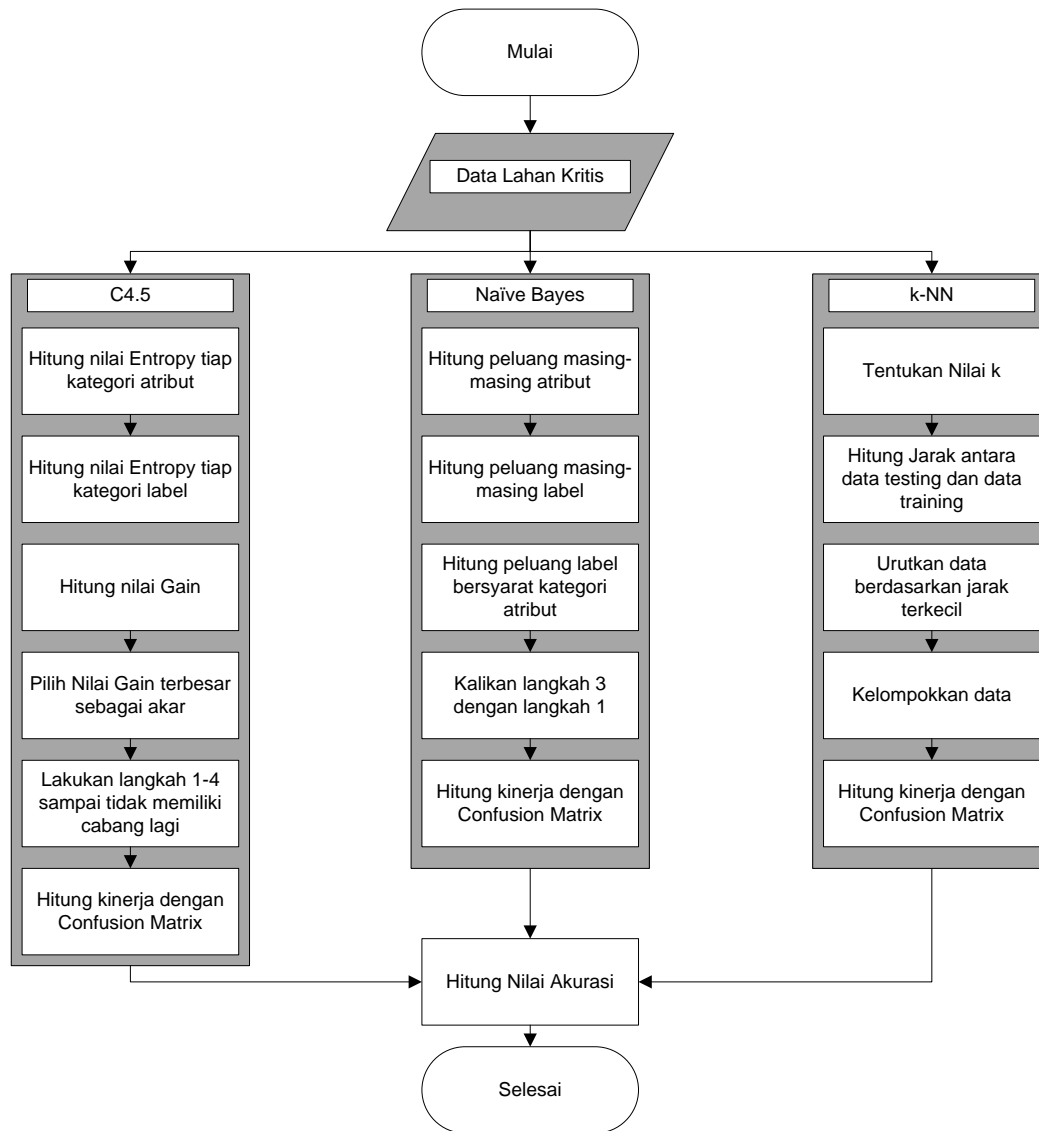 Mulai
Data Lahan Kritis
C4.5
Hitung nilai Entropy tiap
kategori atribut
Hitung nilai Entropy tiap
kategori label
Hitung nilai Gain
Pilih Nilai Gain terbesar
sebagai akar
Lakukan langkah 1-4
sampai tidak memiliki
cabang lagi
Hitung kinerja dengan
Confusion Matrix
Naïve Bayes
Hitung peluang masing-
masing atribut
Hitung peluang masing-
masing label
Hitung peluang label
bersyarat kategori
atribut
Kalikan langkah 3
dengan langkah 1
Hitung kinerja dengan
Confusion Matrix
k-NN
Tentukan Nilai k
Hitung Jarak antara
data testing dan data
training
Urutkan data
berdasarkan jarak
terkecil
Kelompokkan data
Hitung kinerja dengan
Confusion Matrix
Hitung Nilai Akurasi
Selesai